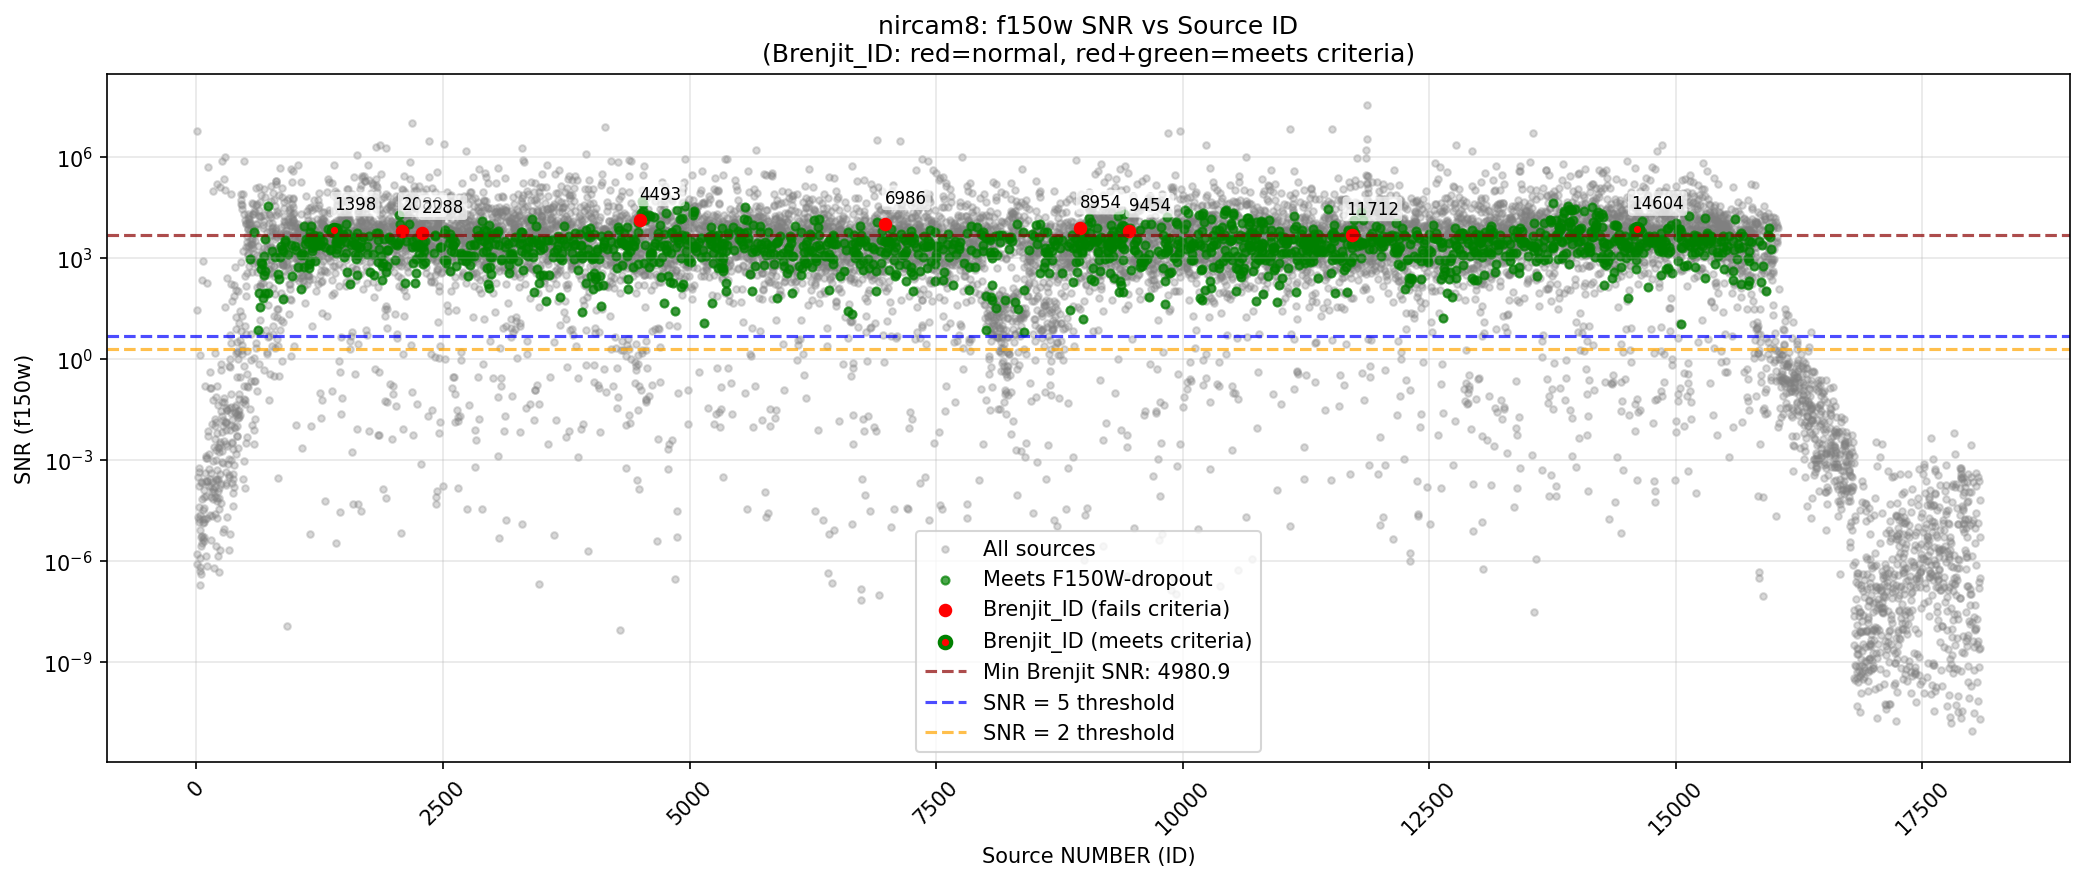 nircam8: f150w SNR vs Source ID
(Brenjit_ID: red=normal, red+green=meets criteria)
SNR (f150w)
10^6
10^3
10^0
10^-3
10^-6
10^-9
1398
2288
4493
6986
8954
9454
11712
14604
All sources
Meets F150W-dropout
Brenjit_ID (fails criteria)
Brenjit_ID (meets criteria)
Min Brenjit SNR: 4980.9
SNR = 5 threshold
SNR = 2 threshold
0
2500
5000
7500
10000
12500
15000
17500
Source NUMBER (ID)